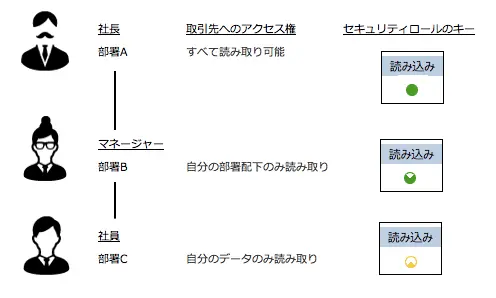 社長 取引先へのアクセス権 セキュリティロールのキー
部署A すべて読み取り可能
読み込み
マネージャー
読み込み
部署B 自分の部署配下のみ読み取り
社員
読み込み
部署C 自分のデータのみ読み取り